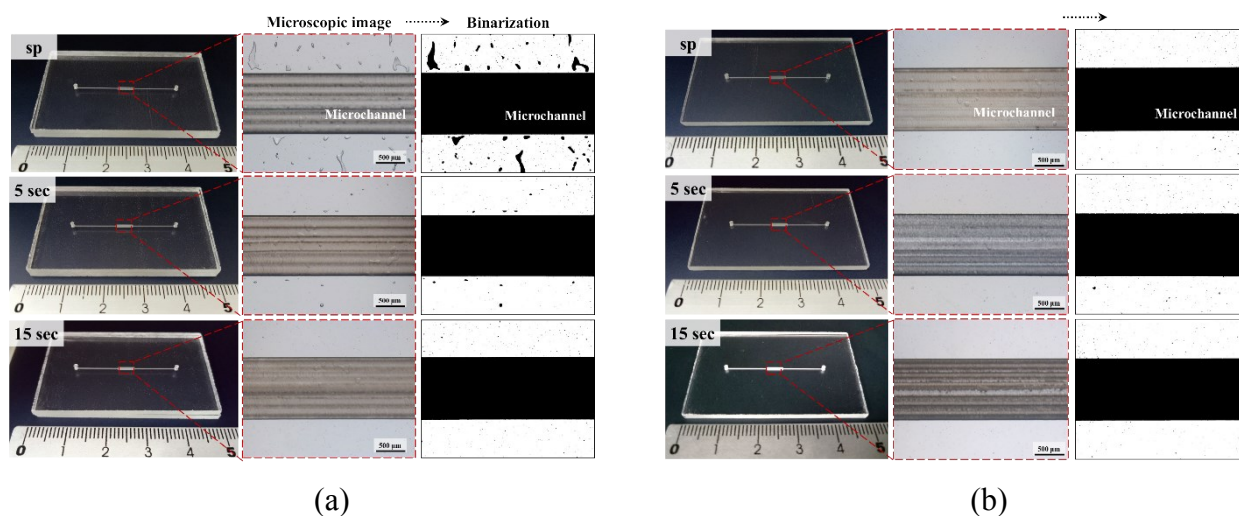 Microscopic image
Binarization
sp
Microchannel
Microchannel
500 µm
0 1 2 3 4 5
5 sec
500 µm
0 1 2 3 4 5
15 sec
500 µm
0 1 2 3 4 5
(a)
sp
Microchannel
Microchannel
500 µm
0 1 2 3 4 5
5 sec
500 µm
0 1 2 3 4 5
15 sec
500 µm
0 1 2 3 4 5
(b)